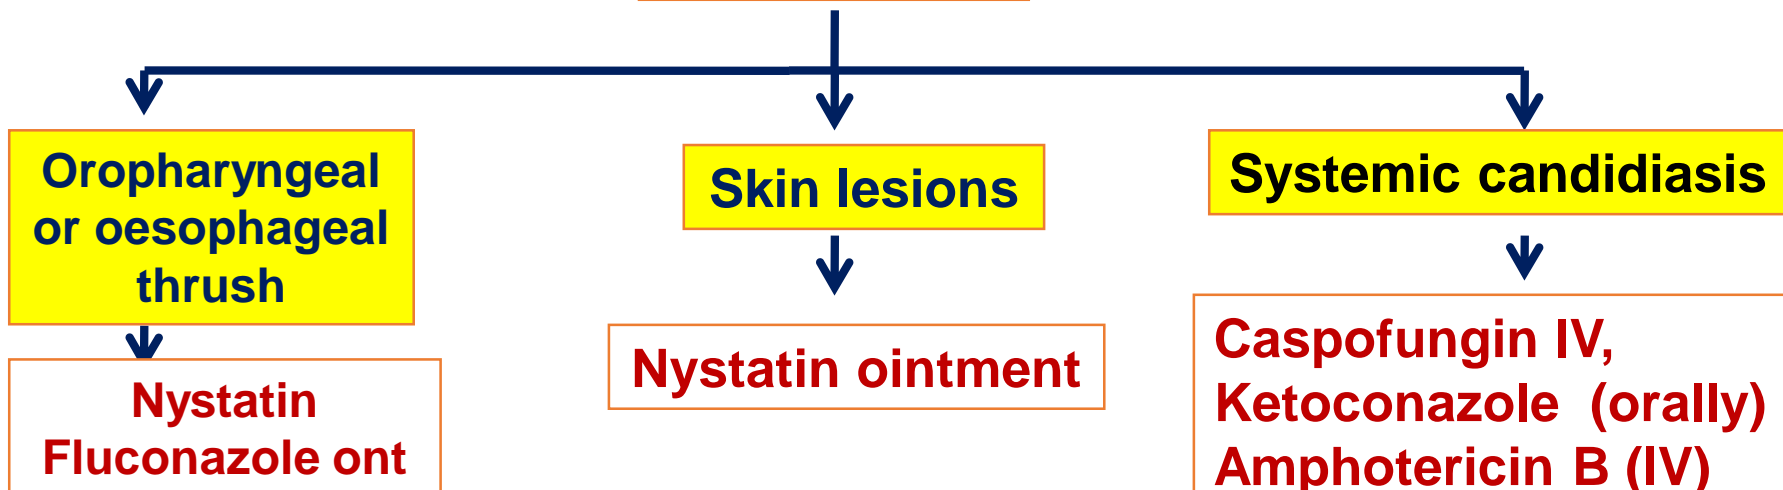 Oropharyngeal
or oesophageal
thrush
Nystatin
Fluconazole ont
Skin lesions
Nystatin ointment
Systemic candidiasis
Caspofungin IV,
Ketoconazole (orally)
Amphotericin B (IV)